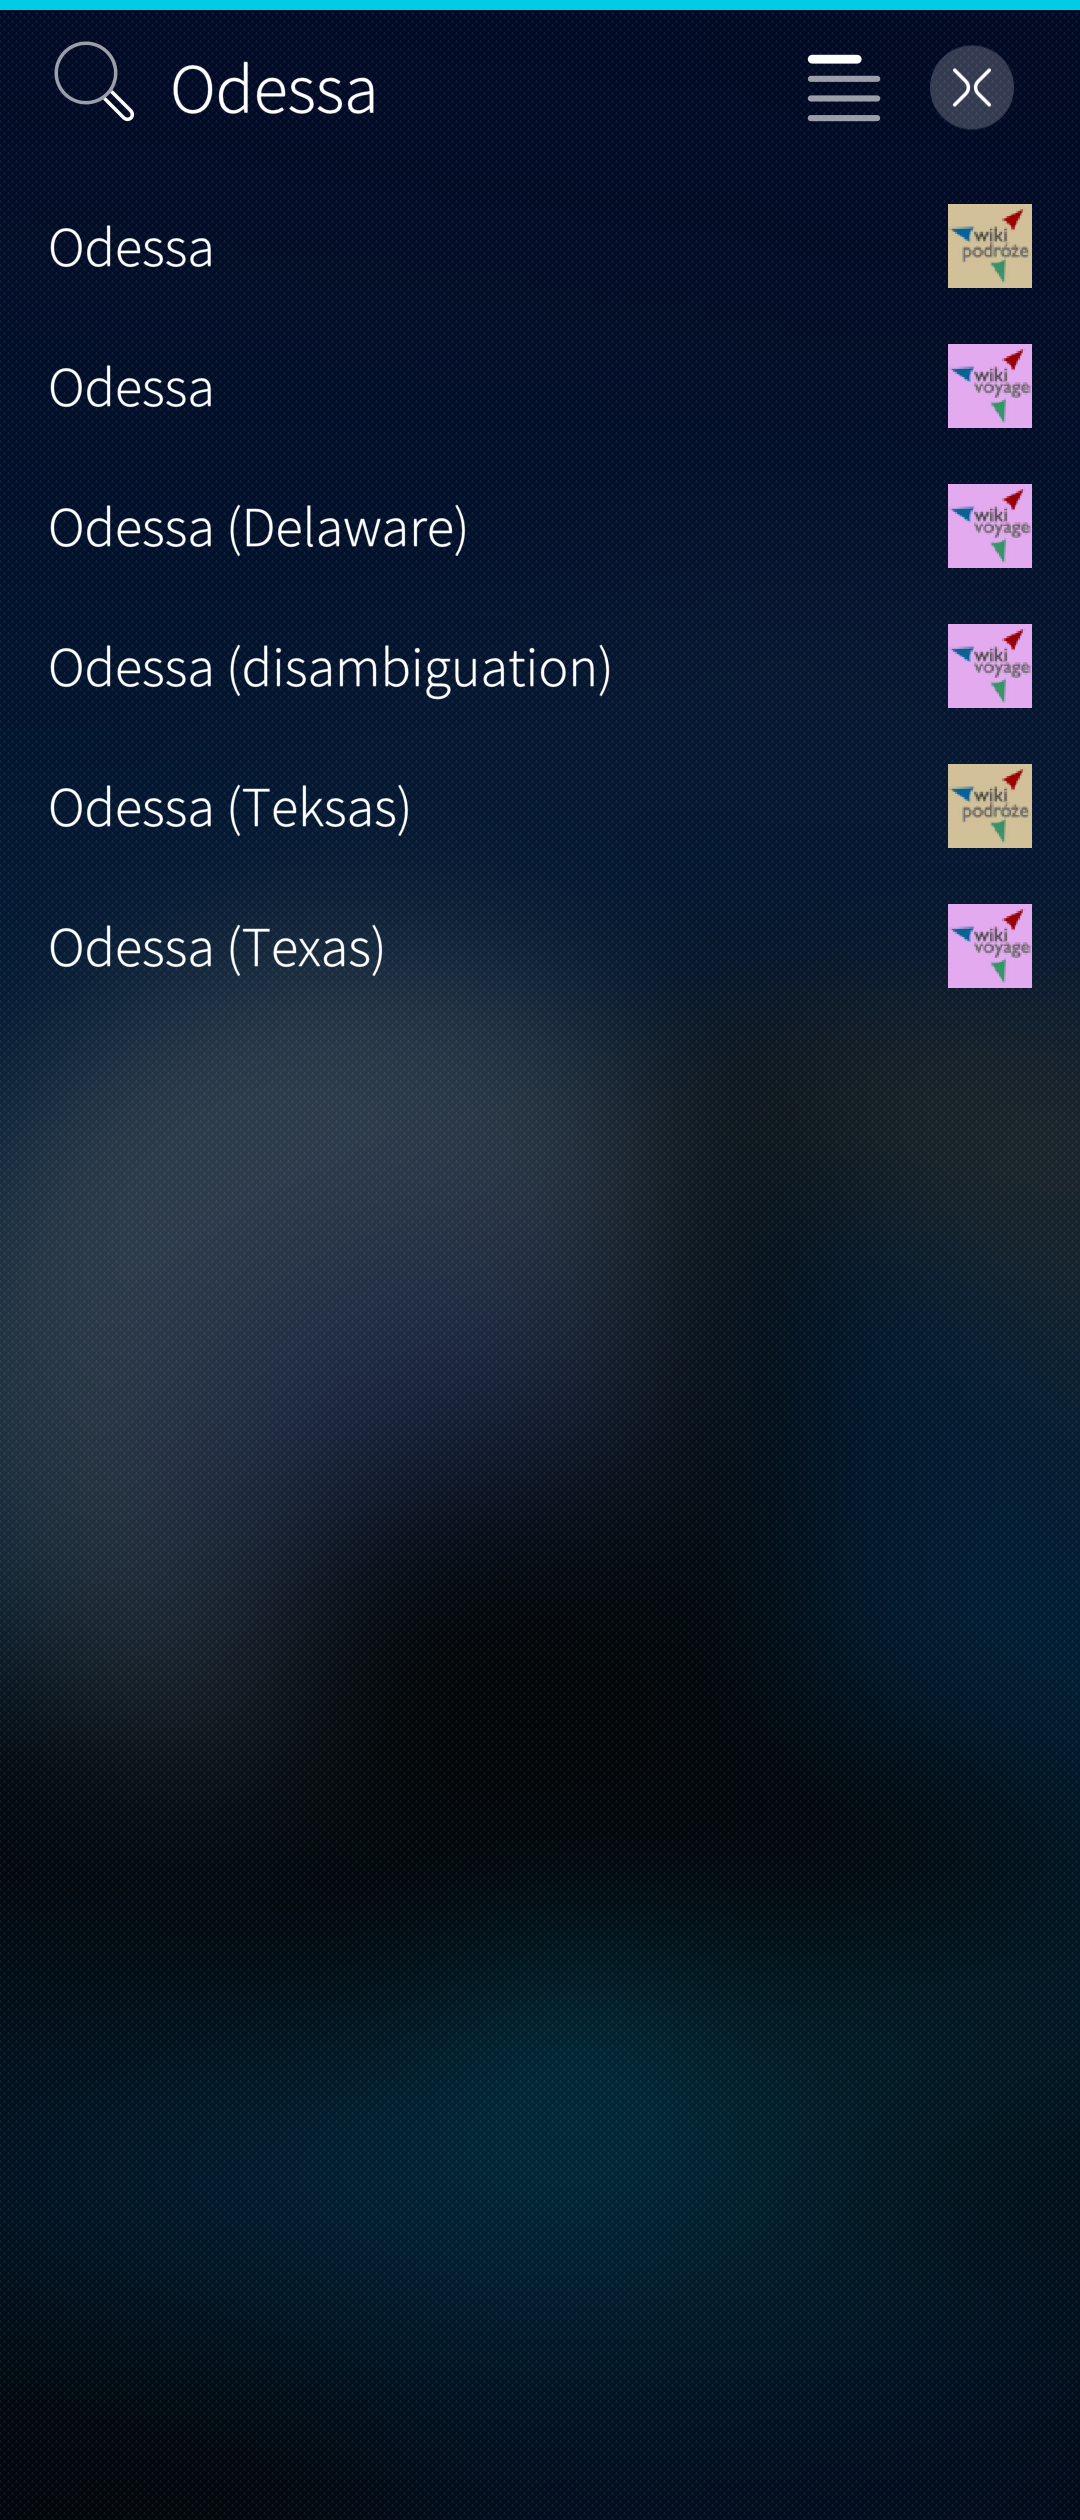 Odessa
Odessa
wiki
podróże
Odessa
wiki
voyage
Odessa (Delaware)
wiki
voyage
Odessa (disambiguation)
wiki
voyage
Odessa (Teksas)
wiki
podróże
Odessa (Texas)
wiki
voyage